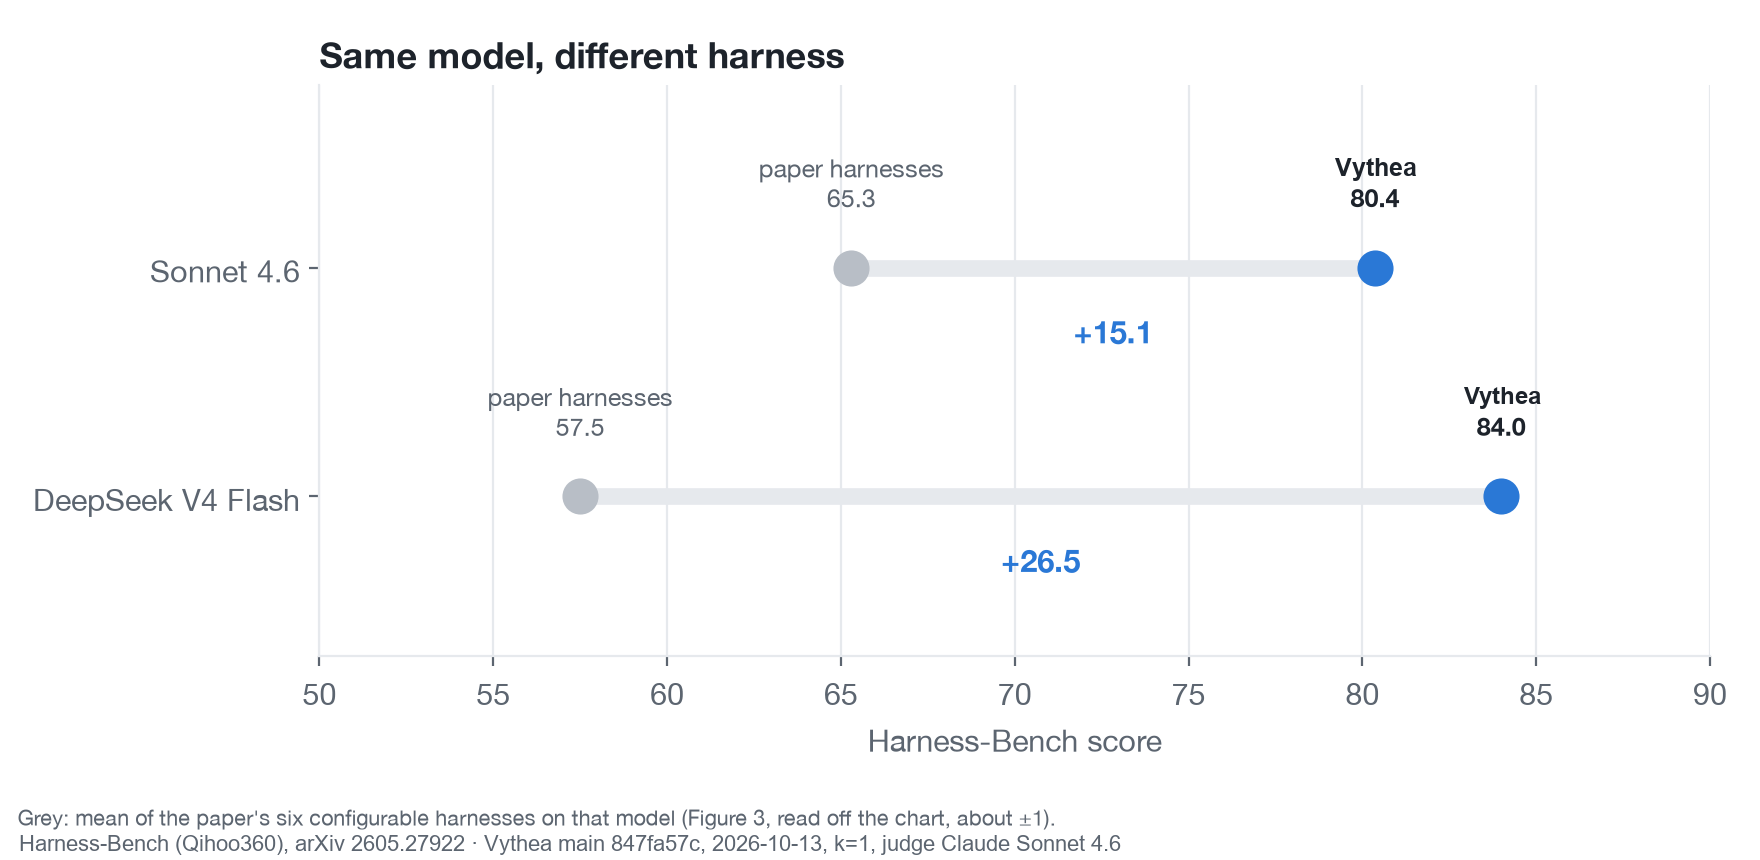 Same model, different harness
paper harnesses
65.3
Vythea
80.4
Sonnet 4.6
+15.1
paper harnesses
57.5
Vythea
84.0
DeepSeek V4 Flash
+26.5
50 55 60 65 70 75 80 85 90
Harness-Bench score
Grey: mean of the paper's six configurable harnesses on that model (Figure 3, read off the chart, about ±1).
Harness-Bench (Qihoo360), arXiv 2605.27922 · Vythea main 847fa57c, 2026-10-13, k=1, judge Claude Sonnet 4.6